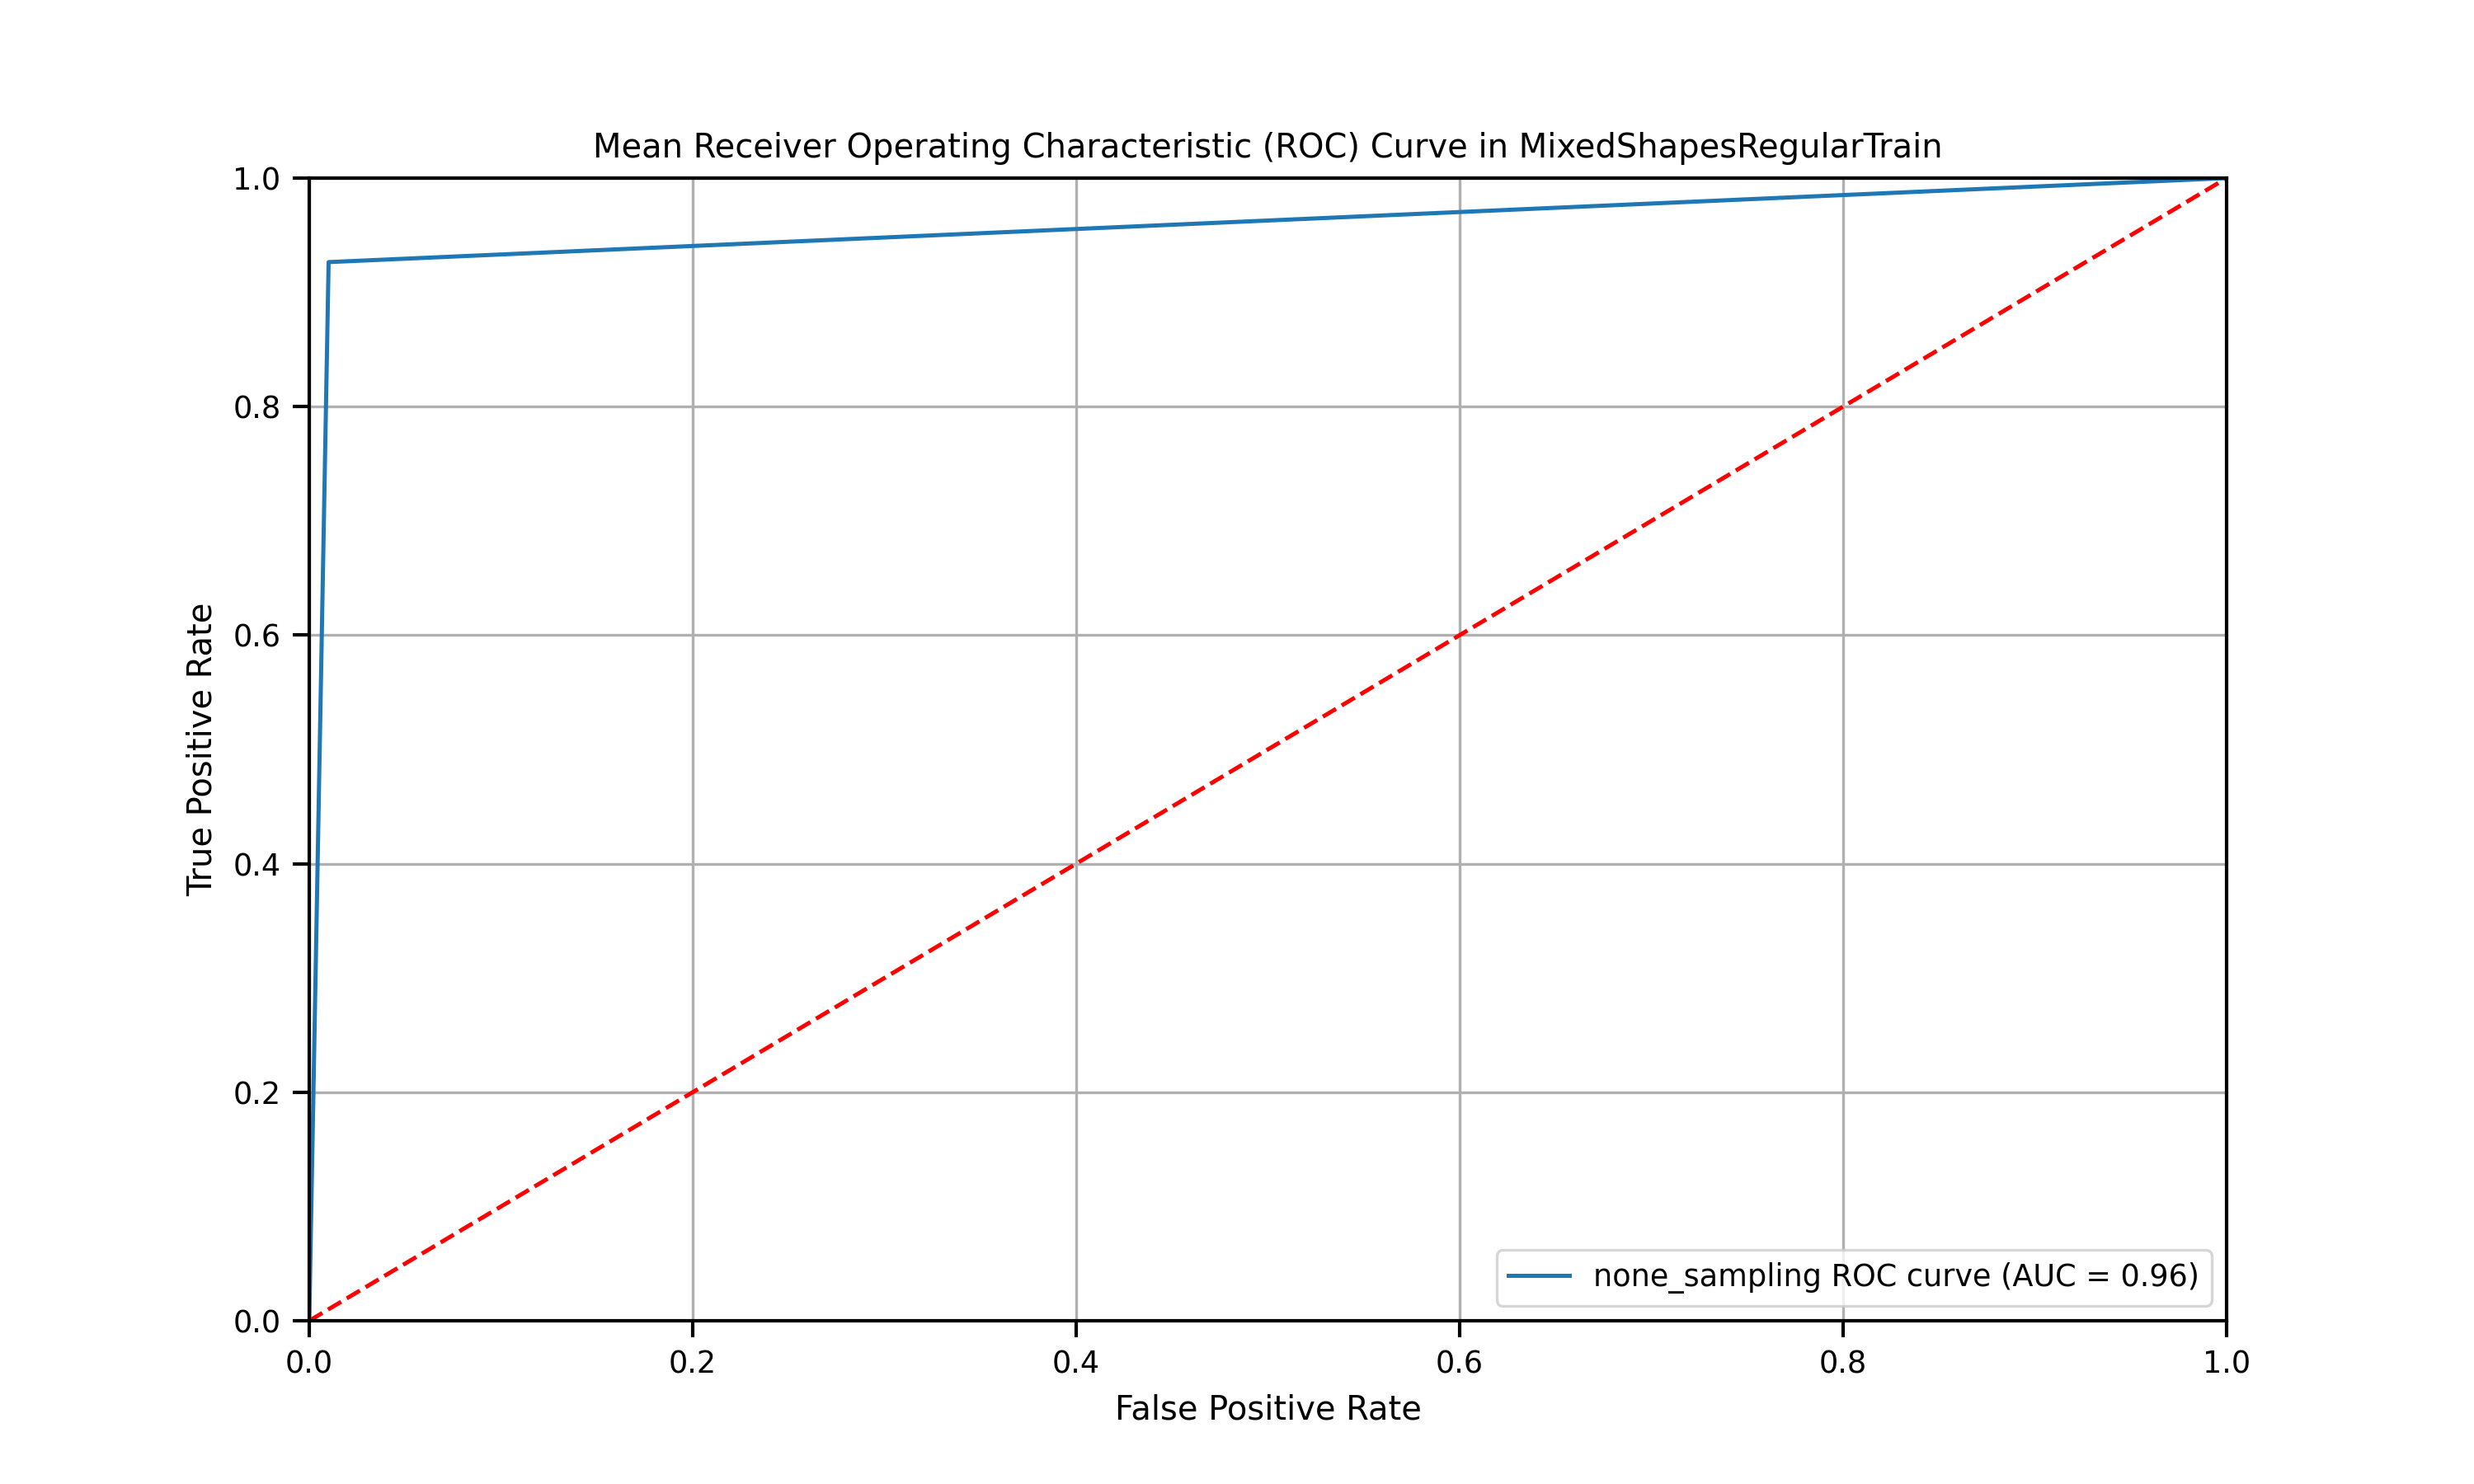 Mean Receiver Operating Characteristic (ROC) Curve in MixedShapesRegularTrain
1.0
0.8
0.6
0.4
0.2
0.0
True Positive Rate
none_sampling ROC curve (AUC = 0.96)
0.0 0.2 0.4 0.6 0.8 1.0
False Positive Rate